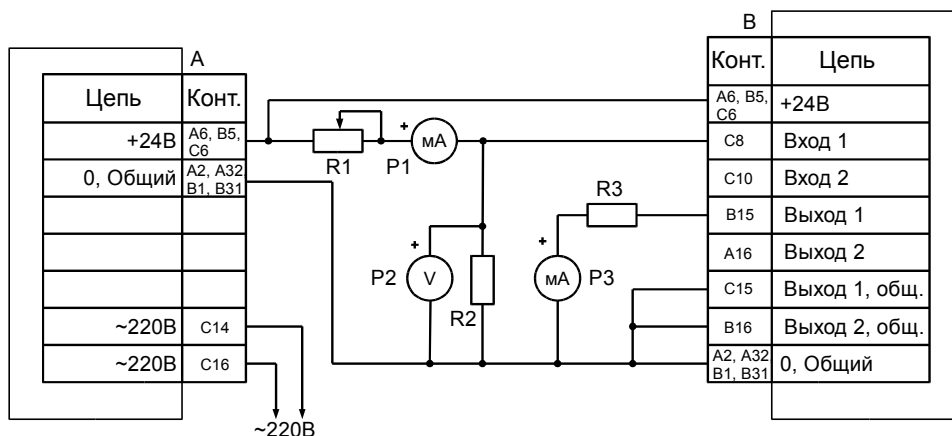 А
Цепь Конт.
+24В А6, В5, С6
0, Общий А2, А32, В1, В31
~220В С14
~220В С16
~220В
R1
+
мА
P1
+
V
P2
R2
R3
+
мА
P3
В
Конт. Цепь
А6, В5, С6 +24В
С8 Вход 1
С10 Вход 2
В15 Выход 1
А16 Выход 2
С15 Выход 1, общ.
В16 Выход 2, общ.
А2, А32 В1, В31 0, Общий